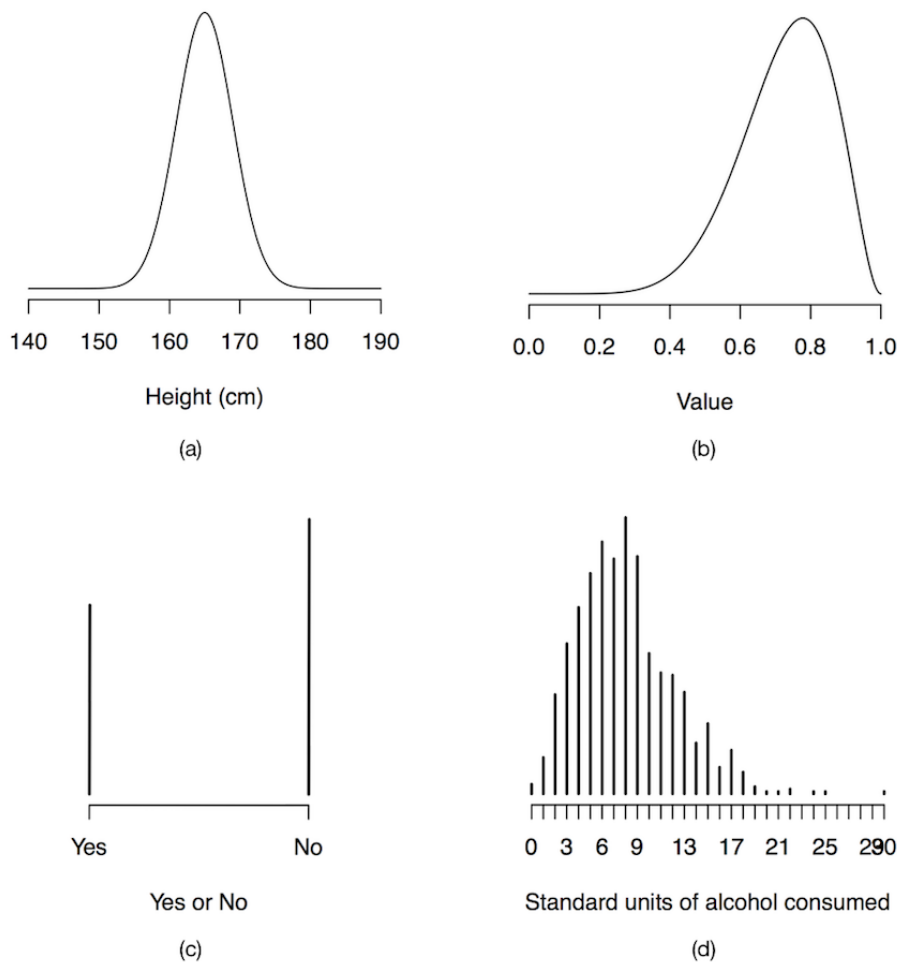 140 150 160 170 180 190
Height (cm)
(a)
0.0 0.2 0.4 0.6 0.8 1.0
Value
(b)
Yes No
Yes or No
(c)
0 3 6 9 13 17 21 25 29 30
Standard units of alcohol consumed
(d)